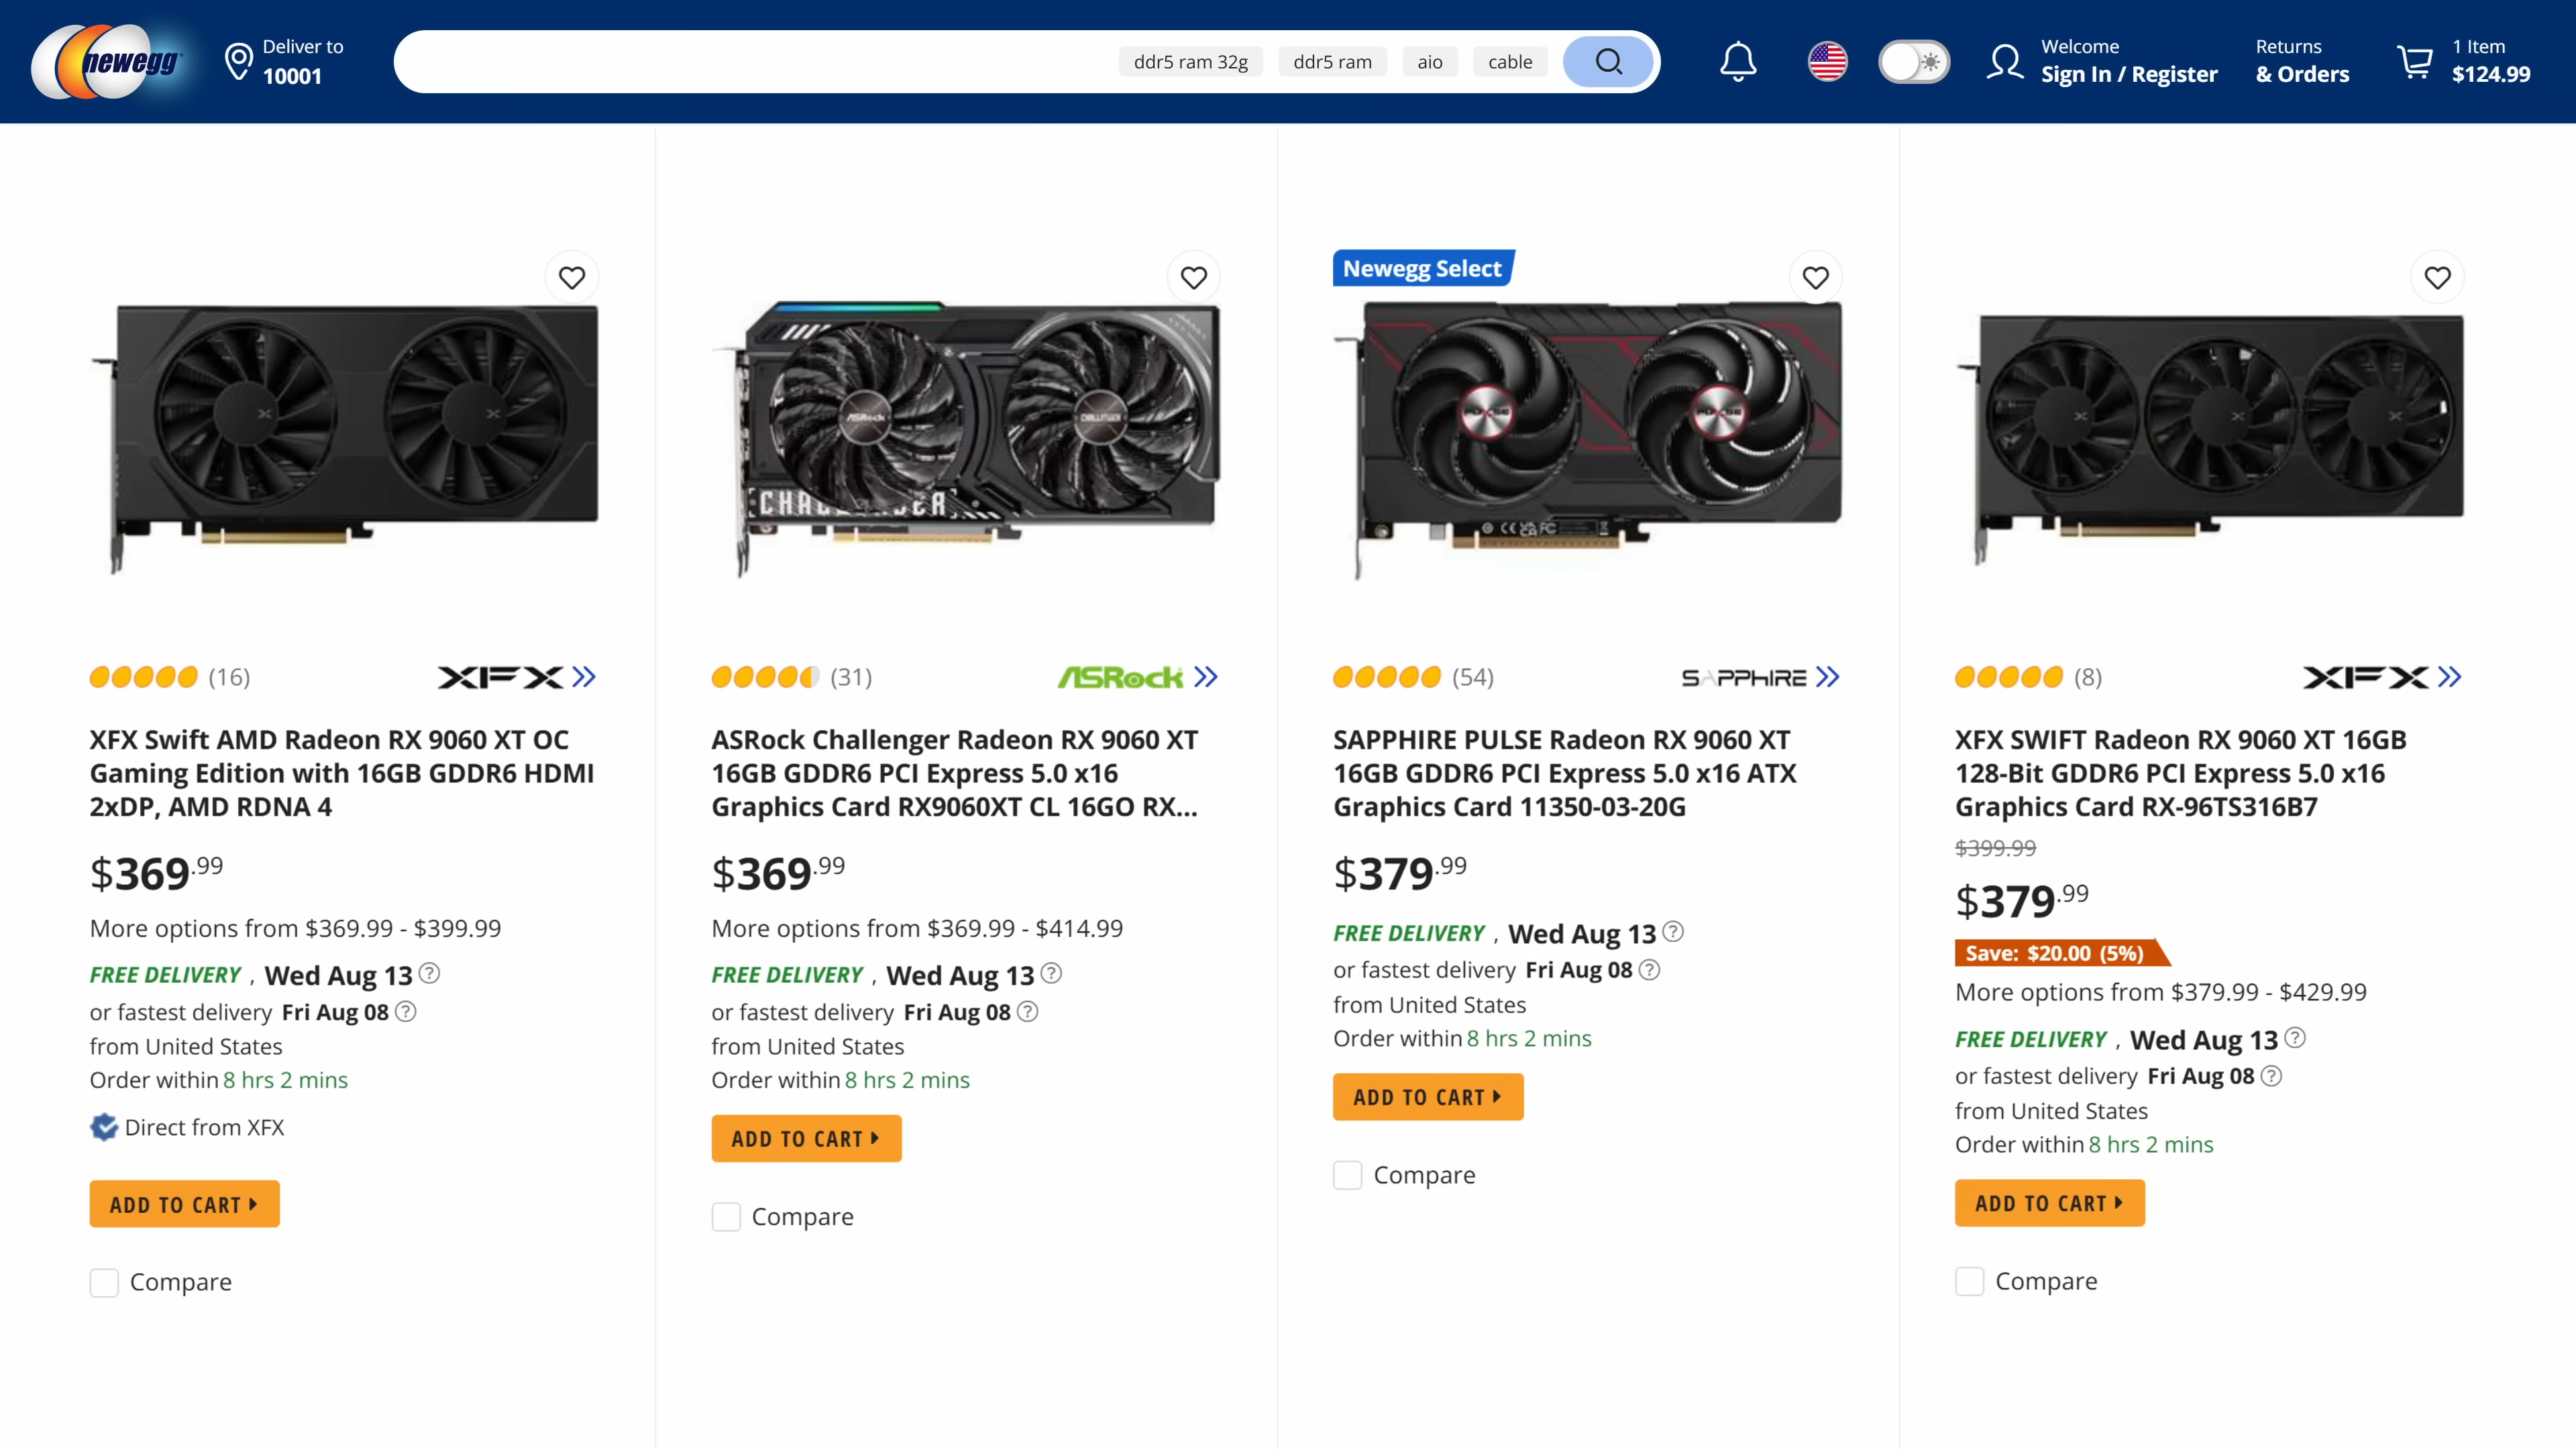 newegg
Deliver to
10001
ddr5 ram 32g
ddr5 ram
aio
cable
Welcome
Sign In / Register
Returns
& Orders
1 Item
$124.99
(16)
XFX
XFX Swift AMD Radeon RX 9060 XT OC
Gaming Edition with 16GB GDDR6 HDMI
2xDP, AMD RDNA 4
$369.99
More options from $369.99 - $399.99
FREE DELIVERY , Wed Aug 13
or fastest delivery Fri Aug 08
from United States
Order within 8 hrs 2 mins
Direct from XFX
ADD TO CART
Compare
ASRock
CHALLENGER
(31)
ASRock
ASRock Challenger Radeon RX 9060 XT
16GB GDDR6 PCI Express 5.0 x16
Graphics Card RX9060XT CL 16GO RX...
$369.99
More options from $369.99 - $414.99
FREE DELIVERY , Wed Aug 13
or fastest delivery Fri Aug 08
from United States
Order within 8 hrs 2 mins
ADD TO CART
Compare
Newegg Select
PULSE
PULSE
(54)
SAPPHIRE
SAPPHIRE PULSE Radeon RX 9060 XT
16GB GDDR6 PCI Express 5.0 x16 ATX
Graphics Card 11350-03-20G
$379.99
FREE DELIVERY , Wed Aug 13
or fastest delivery Fri Aug 08
from United States
Order within 8 hrs 2 mins
ADD TO CART
Compare
(8)
XFX
XFX SWIFT Radeon RX 9060 XT 16GB
128-Bit GDDR6 PCI Express 5.0 x16
Graphics Card RX-96TS316B7
$399.99
$379.99
Save: $20.00 (5%)
More options from $379.99 - $429.99
FREE DELIVERY , Wed Aug 13
or fastest delivery Fri Aug 08
from United States
Order within 8 hrs 2 mins
ADD TO CART
Compare